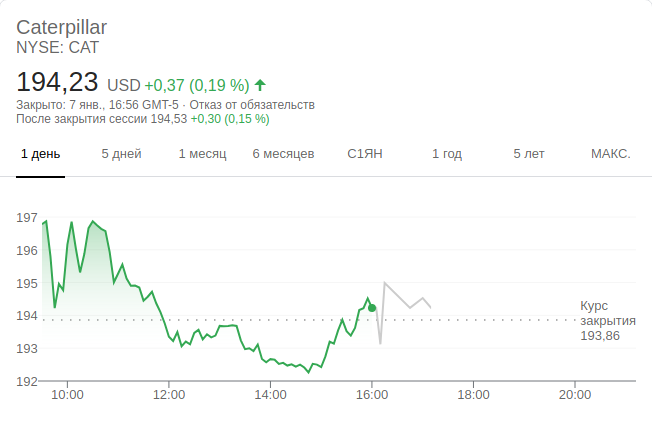 Caterpillar
NYSE: CAT
194,23 USD +0,37 (0,19 %)
Закрыто: 7 янв., 16:56 GMT-5 · Отказ от обязательств
После закрытия сессии 194,53 +0,30 (0,15 %)
1 день 5 дней 1 месяц 6 месяцев С1ЯН 1 год 5 лет МАКС.
197
196
195
194
193
192
Курс
закрытия
193,86
10:00 12:00 14:00 16:00 18:00 20:00